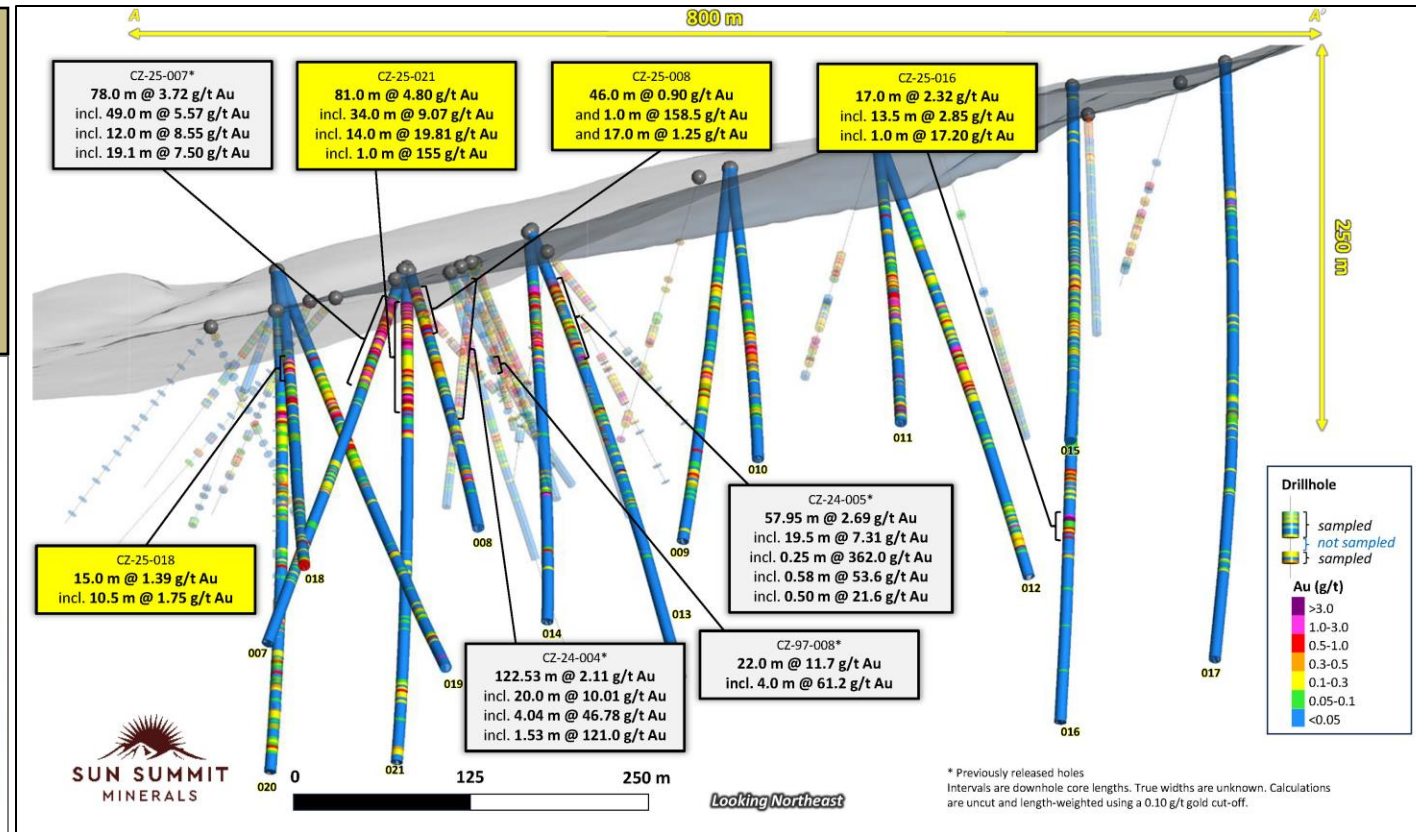 A
800 m
A'
CZ-25-007*
78.0 m @ 3.72 g/t Au
incl. 49.0 m @ 5.57 g/t Au
incl. 12.0 m @ 8.55 g/t Au
incl. 19.1 m @ 7.50 g/t Au
CZ-25-021
81.0 m @ 4.80 g/t Au
incl. 34.0 m @ 9.07 g/t Au
incl. 14.0 m @ 19.81 g/t Au
incl. 1.0 m @ 155 g/t Au
CZ-25-008
46.0 m @ 0.90 g/t Au
and 1.0 m @ 158.5 g/t Au
and 17.0 m @ 1.25 g/t Au
CZ-25-016
17.0 m @ 2.32 g/t Au
incl. 13.5 m @ 2.85 g/t Au
incl. 1.0 m @ 17.20 g/t Au
250 m
011
015
010
008
009
018
012
CZ-25-018
15.0 m @ 1.39 g/t Au
incl. 10.5 m @ 1.75 g/t Au
CZ-24-005*
57.95 m @ 2.69 g/t Au
incl. 19.5 m @ 7.31 g/t Au
incl. 0.25 m @ 362.0 g/t Au
incl. 0.58 m @ 53.6 g/t Au
incl. 0.50 m @ 21.6 g/t Au
013
014
007
019
017
CZ-24-004*
122.53 m @ 2.11 g/t Au
incl. 20.0 m @ 10.01 g/t Au
incl. 4.04 m @ 46.78 g/t Au
incl. 1.53 m @ 121.0 g/t Au
CZ-97-008*
22.0 m @ 11.7 g/t Au
incl. 4.0 m @ 61.2 g/t Au
016
021
020
Drillhole
sampled
not sampled
sampled
Au (g/t)
>3.0
1.0-3.0
0.5-1.0
0.3-0.5
0.1-0.3
0.05-0.1
<0.05
SUN SUMMIT
MINERALS
0 125 250 m
Looking Northeast
* Previously released holes
Intervals are downhole core lengths. True widths are unknown. Calculations
are uncut and length-weighted using a 0.10 g/t gold cut-off.